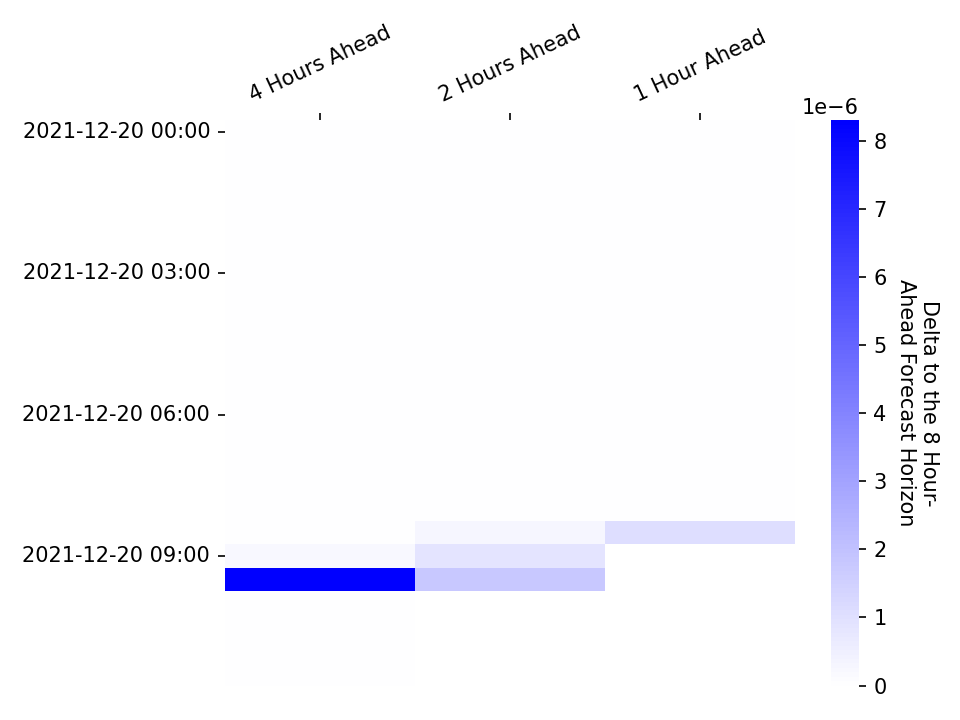 4 Hours Ahead
2 Hours Ahead
1 Hour Ahead
1e−6
2021-12-20 00:00
2021-12-20 03:00
2021-12-20 06:00
2021-12-20 09:00
8
7
6
5
4
3
2
1
0
Delta to the 8 Hour-
Ahead Forecast Horizon